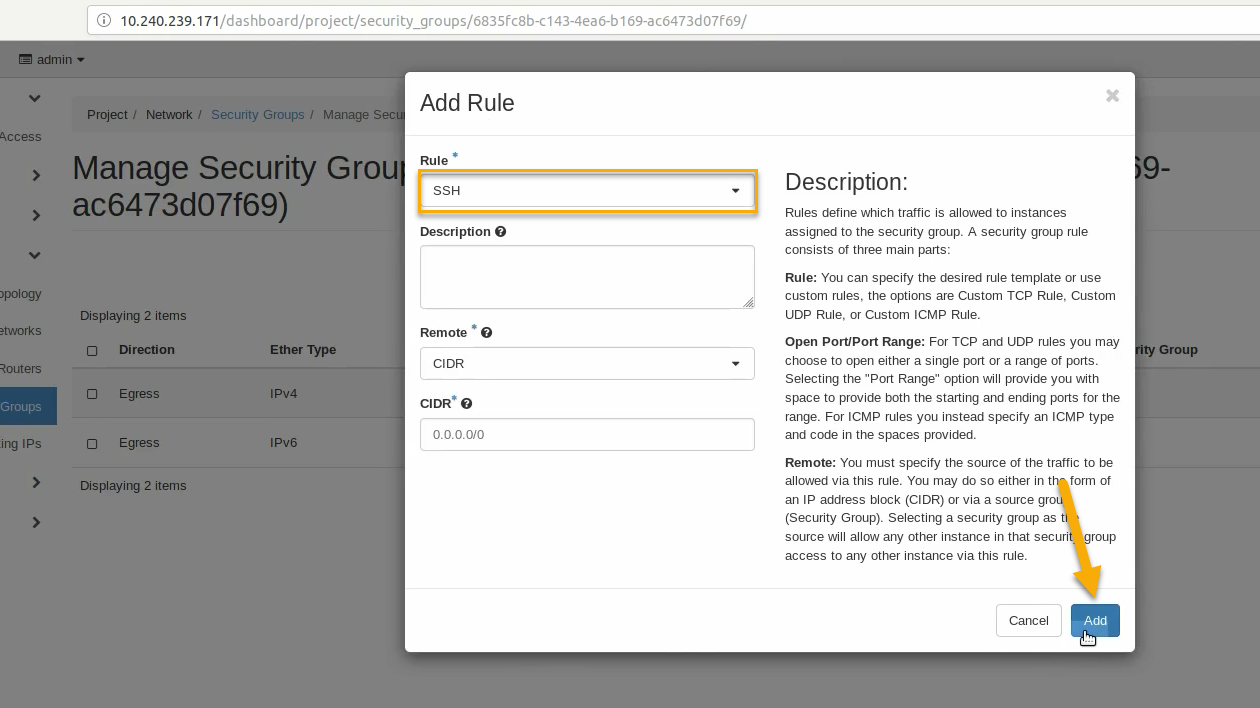 10.240.239.171/dashboard/project/security_groups/6835fc8b-c143-4ea6-b169-ac6473d07f69/
admin
Project / Network / Security Groups / Manage Secur
Access
Manage Security Group
69-
ac6473d07f69)
opology
etworks
Routers
Groups
ting IPs
Displaying 2 items
Direction Ether Type
rity Group
Egress IPv4
Egress IPv6
Displaying 2 items
Add Rule
×
Rule *
SSH
Description
Remote *
CIDR
CIDR*
0.0.0.0/0
Description:
Rules define which traffic is allowed to instances
assigned to the security group. A security group rule
consists of three main parts:
Rule: You can specify the desired rule template or use
custom rules, the options are Custom TCP Rule, Custom
UDP Rule, or Custom ICMP Rule.
Open Port/Port Range: For TCP and UDP rules you may
choose to open either a single port or a range of ports.
Selecting the "Port Range" option will provide you with
space to provide both the starting and ending ports for the
range. For ICMP rules you instead specify an ICMP type
and code in the spaces provided.
Remote: You must specify the source of the traffic to be
allowed via this rule. You may do so either in the form of
an IP address block (CIDR) or via a source group
(Security Group). Selecting a security group as the
source will allow any other instance in that security group
access to any other instance via this rule.
Cancel
Add